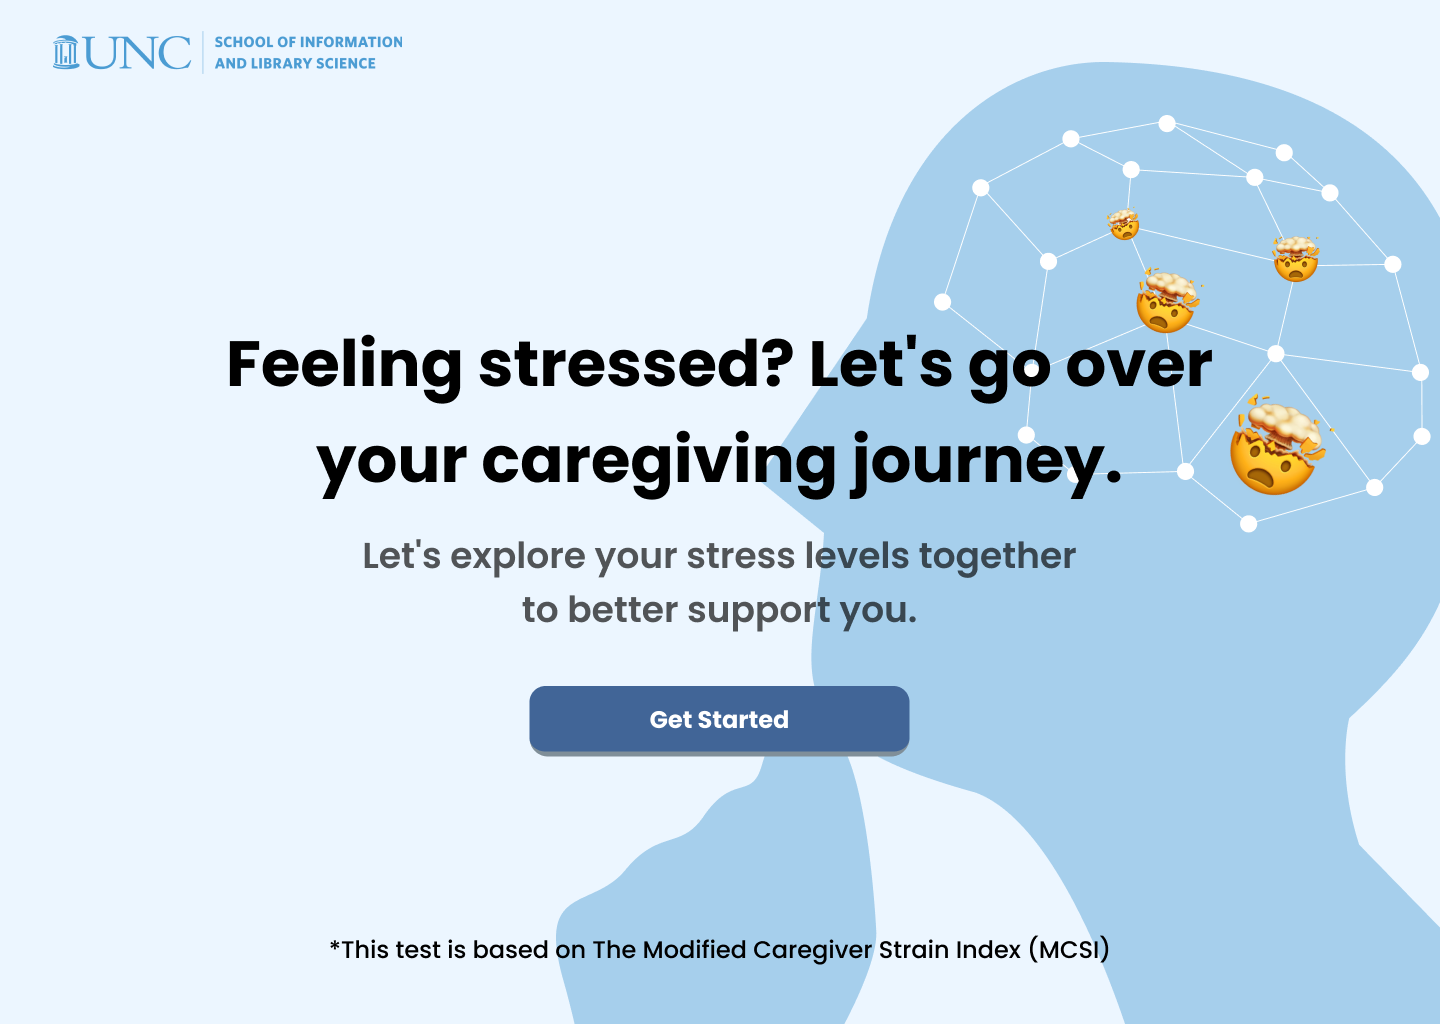 UNC
SCHOOL OF INFORMATION
AND LIBRARY SCIENCE
Feeling stressed? Let's go over
your caregiving journey.
Let's explore your stress levels together
to better support you.
Get Started
*This test is based on The Modified Caregiver Strain Index (MCSI)